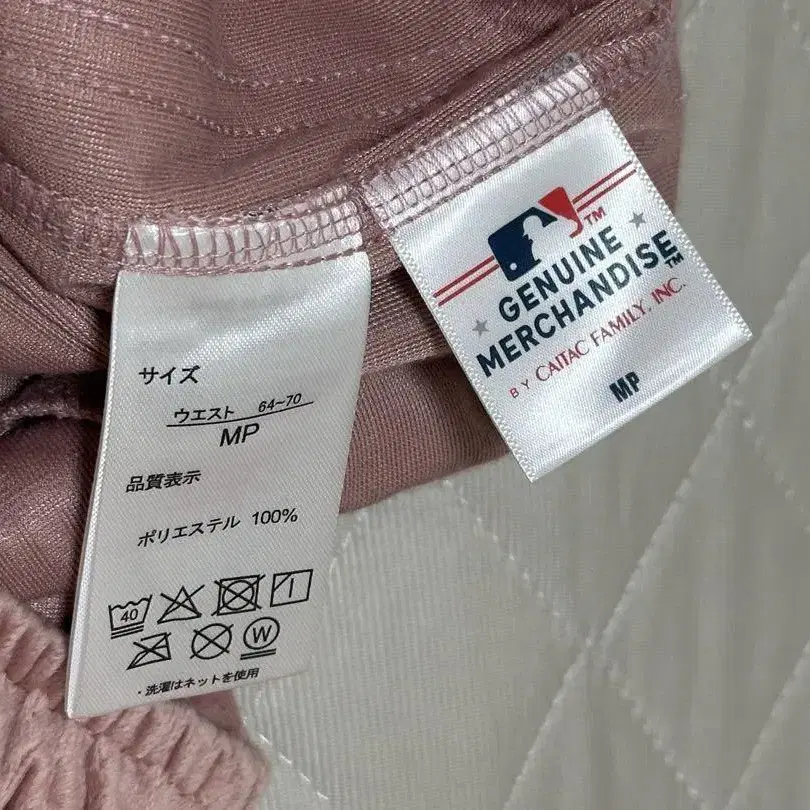 サイズ
ウエスト 64~70
MP
品質表示
ポリエステル 100%
40
W
・洗濯はネットを使用
TM
GENUINE
MERCHANDISE TM
BY CAITAC FAMILY, INC.
MP